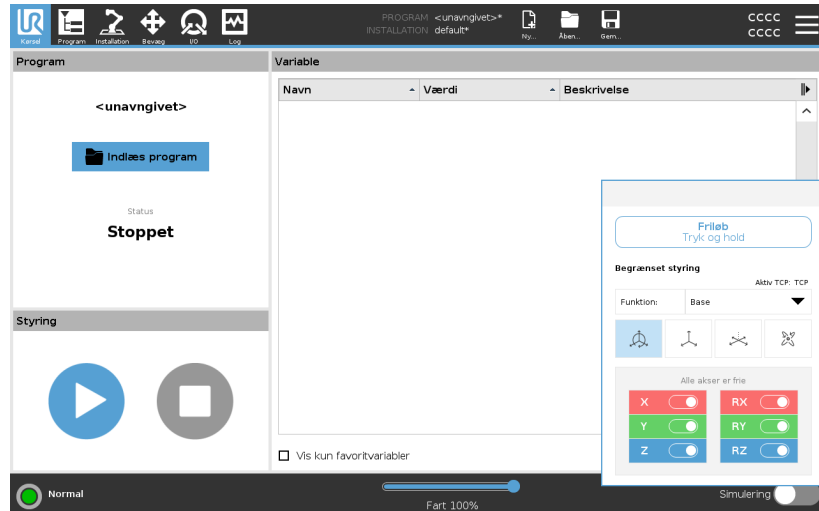 UR
Kørsel
Program
Installation
Bevæg
I/O
Log
PROGRAM <unavngivet>*
INSTALLATION default*
Ny...
Åben...
Gem...
cccc
cccc
Program
<unavngivet>
Indlæs program
Status
Stoppet
Styring
Variable
Navn Værdi Beskrivelse
Vis kun favoritvariabler
Friløb
Tryk og hold
Begrænset styring
Aktiv TCP: TCP
Funktion: Base
Alle akser er frie
X RX
Y RY
Z RZ
Normal
Fart 100%
Simulering